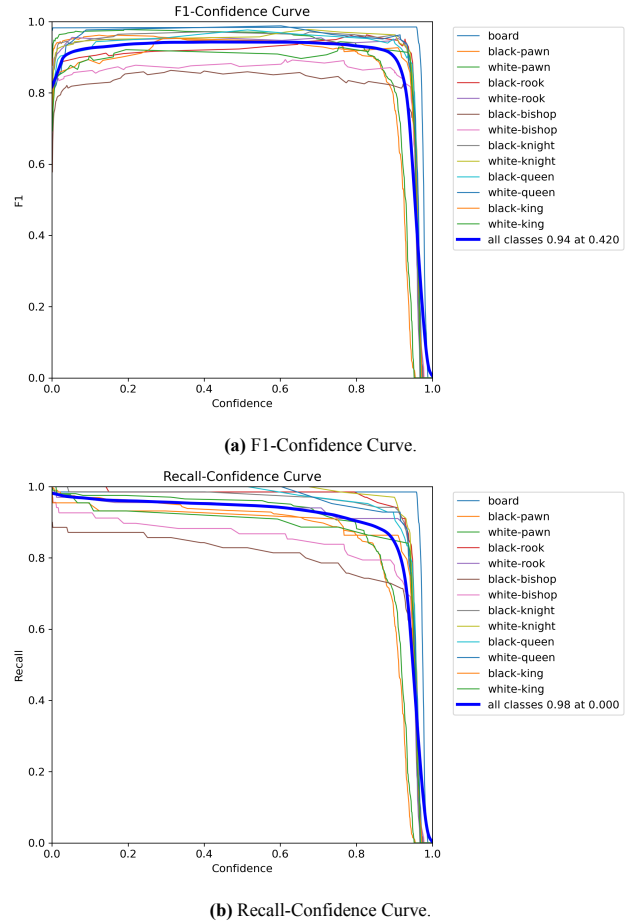 F1-Confidence Curve
1.0
0.8
0.6
0.4
0.2
0.0
F1
0.0 0.2 0.4 0.6 0.8 1.0
Confidence
board
black-pawn
white-pawn
black-rook
white-rook
black-bishop
white-bishop
black-knight
white-knight
black-queen
white-queen
black-king
white-king
all classes 0.94 at 0.420
(a) F1-Confidence Curve.
Recall-Confidence Curve
1.0
0.8
0.6
0.4
0.2
0.0
Recall
0.0 0.2 0.4 0.6 0.8 1.0
Confidence
board
black-pawn
white-pawn
black-rook
white-rook
black-bishop
white-bishop
black-knight
white-knight
black-queen
white-queen
black-king
white-king
all classes 0.98 at 0.000
(b) Recall-Confidence Curve.